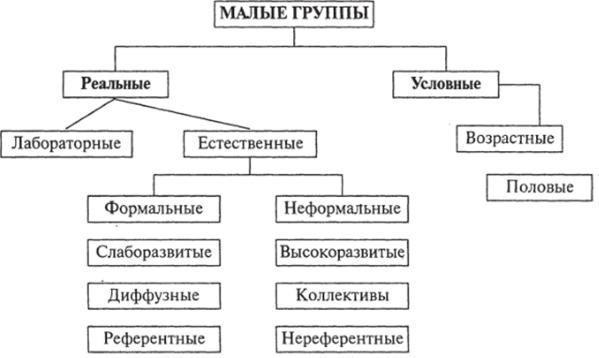 МАЛЫЕ ГРУППЫ
Реальные
Условные
Лабораторные
Естественные
Возрастные
Половые
Формальные
Неформальные
Слаборазвитые
Высокоразвитые
Диффузные
Коллективы
Референтные
Нереферентные